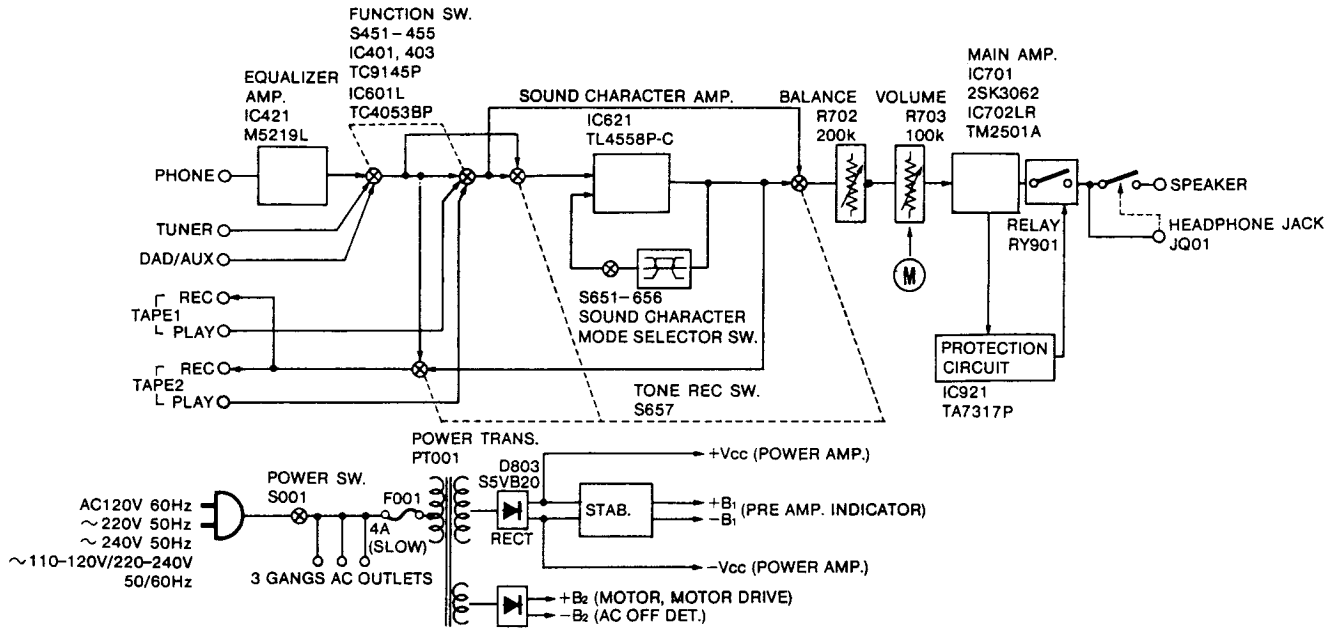 FUNCTION SW.
S451-455
IC401, 403
TC9145P
IC601L
TC4053BP
EQUALIZER
AMP.
IC421
M5219L
SOUND CHARACTER AMP.
IC621
TL4558P-C
BALANCE
R702
200k
VOLUME
R703
100k
MAIN AMP.
IC701
2SK3062
IC702LR
TM2501A
PHONE
TUNER
DAD/AUX
REC
TAPE1
PLAY
REC
TAPE2
PLAY
S651-656
SOUND CHARACTER
MODE SELECTOR SW.
M
RELAY
RY901
SPEAKER
HEADPHONE JACK
JQ01
PROTECTION
CIRCUIT
IC921
TA7317P
TONE REC SW.
S657
POWER TRANS.
PT001
POWER SW.
S001
F001
4A
(SLOW)
D803
S5VB20
RECT
STAB.
+Vcc (POWER AMP.)
+B1
-B1
(PRE AMP. INDICATOR)
-Vcc (POWER AMP.)
AC120V 60Hz
~220V 50Hz
~240V 50Hz
~110-120V/220-240V
50/60Hz
3 GANGS AC OUTLETS
+B2 (MOTOR, MOTOR DRIVE)
-B2 (AC OFF DET.)